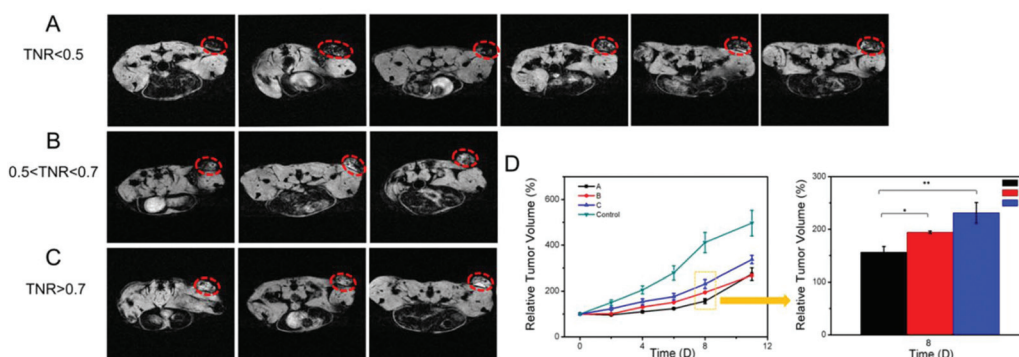 A
TNR<0.5
B
0.5<TNR<0.7
C
TNR>0.7
D
Relative Tumor Volume (%)
600
400
200
0
0
4
8
12
Time (D)
A
B
C
Control
Relative Tumor Volume (%)
300
200
100
0
**
*
8
Time (D)